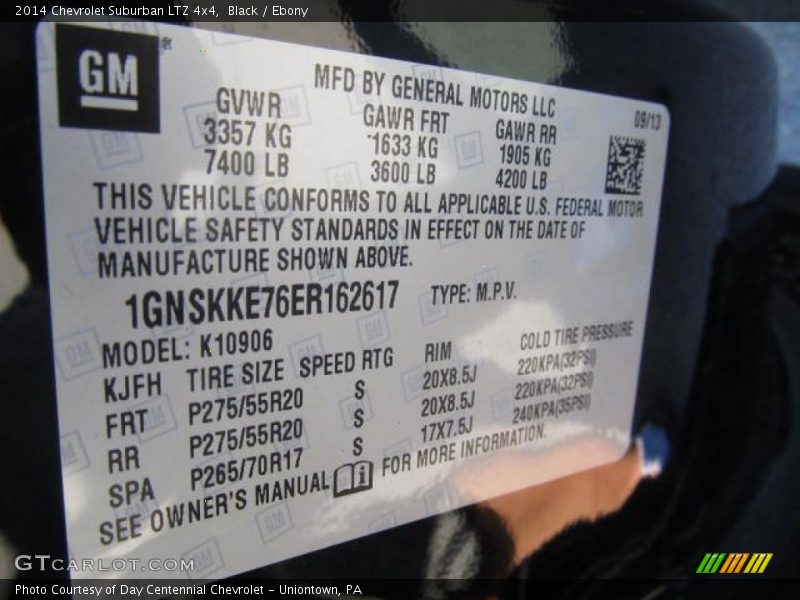 2014 Chevrolet Suburban LTZ 4x4,  Black / Ebony
GM
MFD BY GENERAL MOTORS LLC
09/13
GVWR GAWR FRT GAWR RR
3357 KG 1633 KG 1905 KG
7400 LB 3600 LB 4200 LB
THIS VEHICLE CONFORMS TO ALL APPLICABLE U.S. FEDERAL MOTOR
VEHICLE SAFETY STANDARDS IN EFFECT ON THE DATE OF
MANUFACTURE SHOWN ABOVE.
1GNSKKE76ER162617 TYPE: M.P.V.
MODEL: K10906
KJFH TIRE SIZE SPEED RTG RIM COLD TIRE PRESSURE
FRT P275/55R20 S 20X8.5J 220KPA(32PSI)
RR P275/55R20 S 20X8.5J 220KPA(32PSI)
SPA P265/70R17 S 17X7.5J 240KPA(35PSI)
SEE OWNER'S MANUAL FOR MORE INFORMATION.
GTCarLot.com
Photo Courtesy of Day Centennial Chevrolet - Uniontown, PA